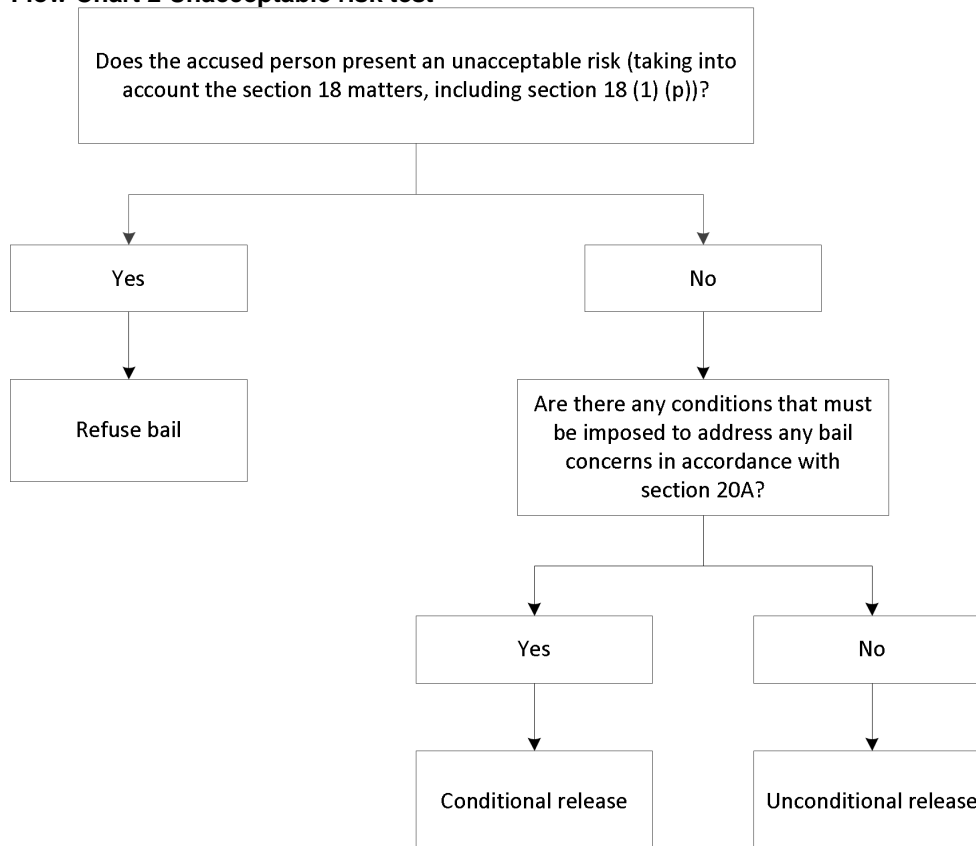 Flow Chart 2 Unacceptable risk test
Does the accused person present an unacceptable risk (taking into
account the section 18 matters, including section 18 (1) (p))?
Yes
No
Refuse bail
Are there any conditions that must
be imposed to address any bail
concerns in accordance with
section 20A?
Yes
No
Conditional release
Unconditional release